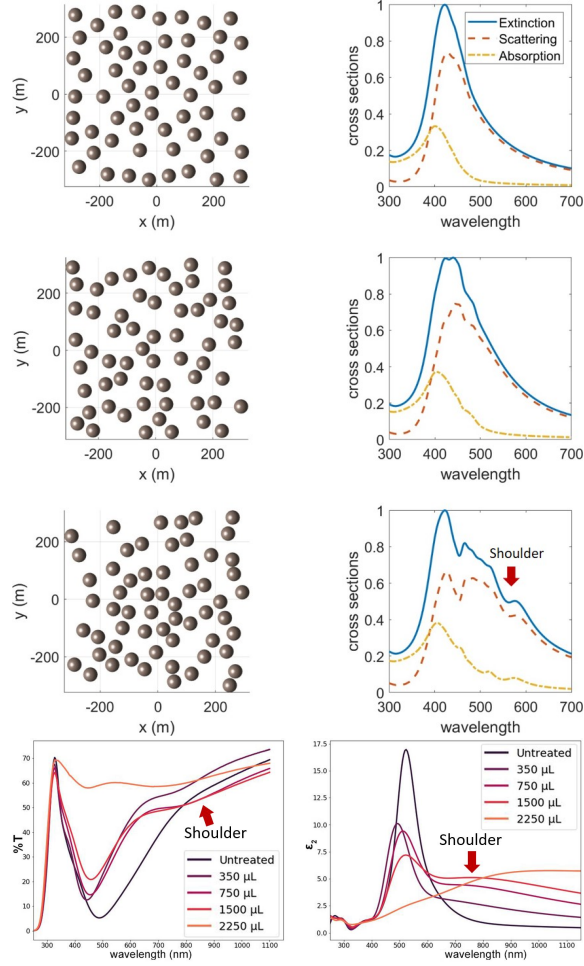 200
0
-200
y (m)
-200
0
200
x (m)
1
0.8
0.6
0.4
0.2
0
cross sections
Extinction
Scattering
Absorption
300
400
500
600
700
wavelength
200
0
-200
y (m)
-200
0
200
x (m)
1
0.8
0.6
0.4
0.2
0
cross sections
300
400
500
600
700
wavelength
200
0
-200
y (m)
-200
0
200
x (m)
1
0.8
0.6
0.4
0.2
0
cross sections
Shoulder
300
400
500
600
700
wavelength
70
60
50
40
30
20
10
0
%T
Shoulder
Untreated
350 μL
750 μL
1500 μL
2250 μL
300
400
500
600
700
800
900
1000
1100
wavelength (nm)
17.5
15.0
12.5
10.0
7.5
5.0
2.5
0.0
ε2
Untreated
350 μL
750 μL
1500 μL
2250 μL
Shoulder
300
400
500
600
700
800
900
1000
1100
wavelength (nm)